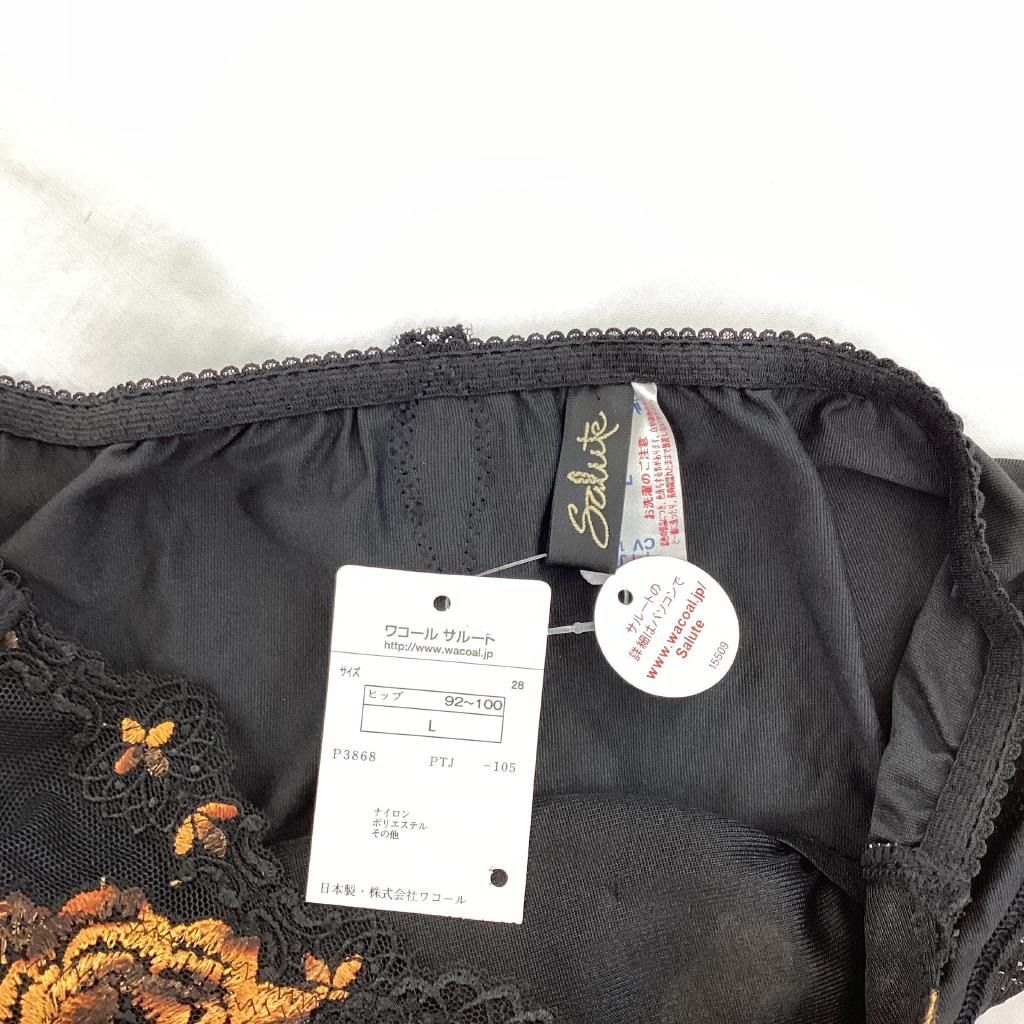 Salute
お洗濯のご注意
L
CV
ワコール サルート
http://www.wacoal.jp
サイズ
28
ヒップ 92~100
L
P3868 PTJ -105
ナイロン
ポリエステル
その他
日本製・株式会社ワコール
サルートの
詳細はパソコンで
www.wacoal.jp/
Salute
15509